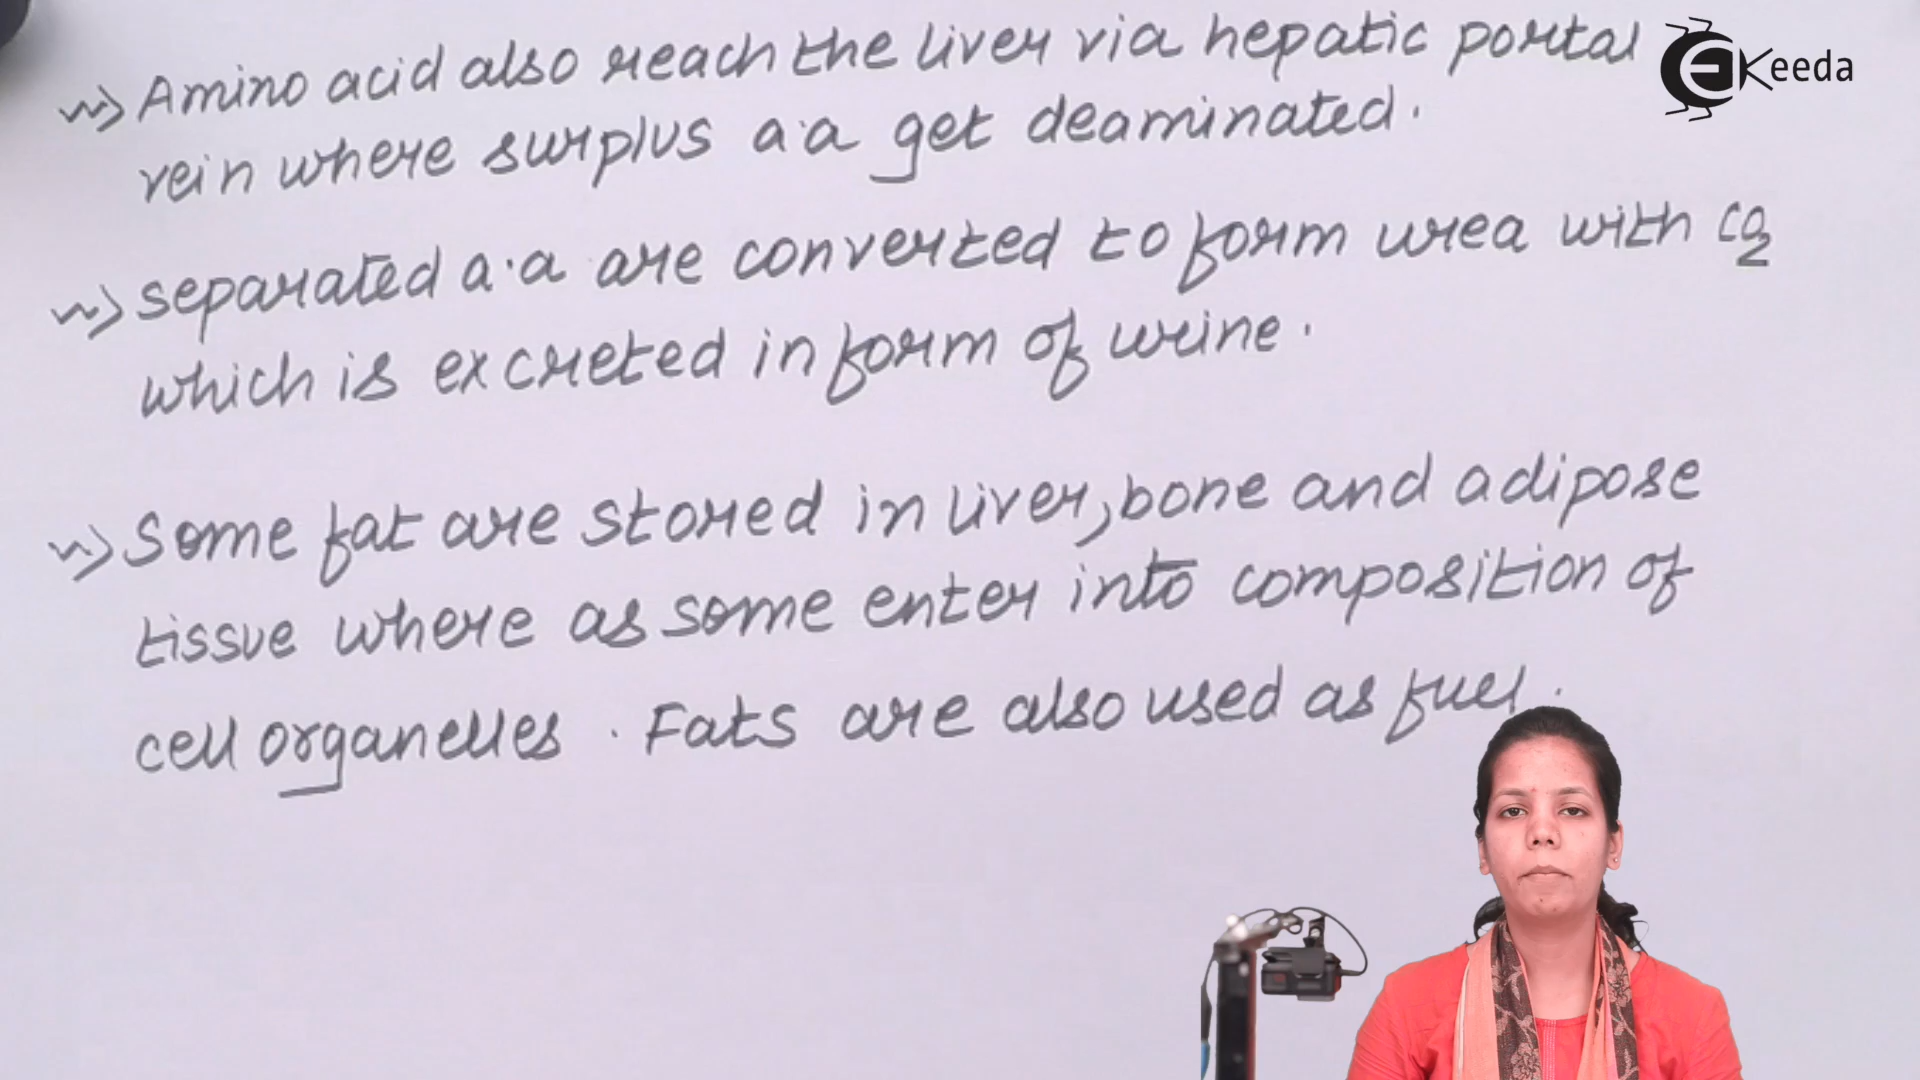 Amino acid also reach the liver via hepatic portal
vein where surplus a.a get deaminated.
separated a.a are converted to form urea with CO2
which is excreted in form of urine.
Some fat are stored in liver, bone and adipose
tissue where as some enter into composition of
cell organelles. Fats are also used as fuel.
EKeeda